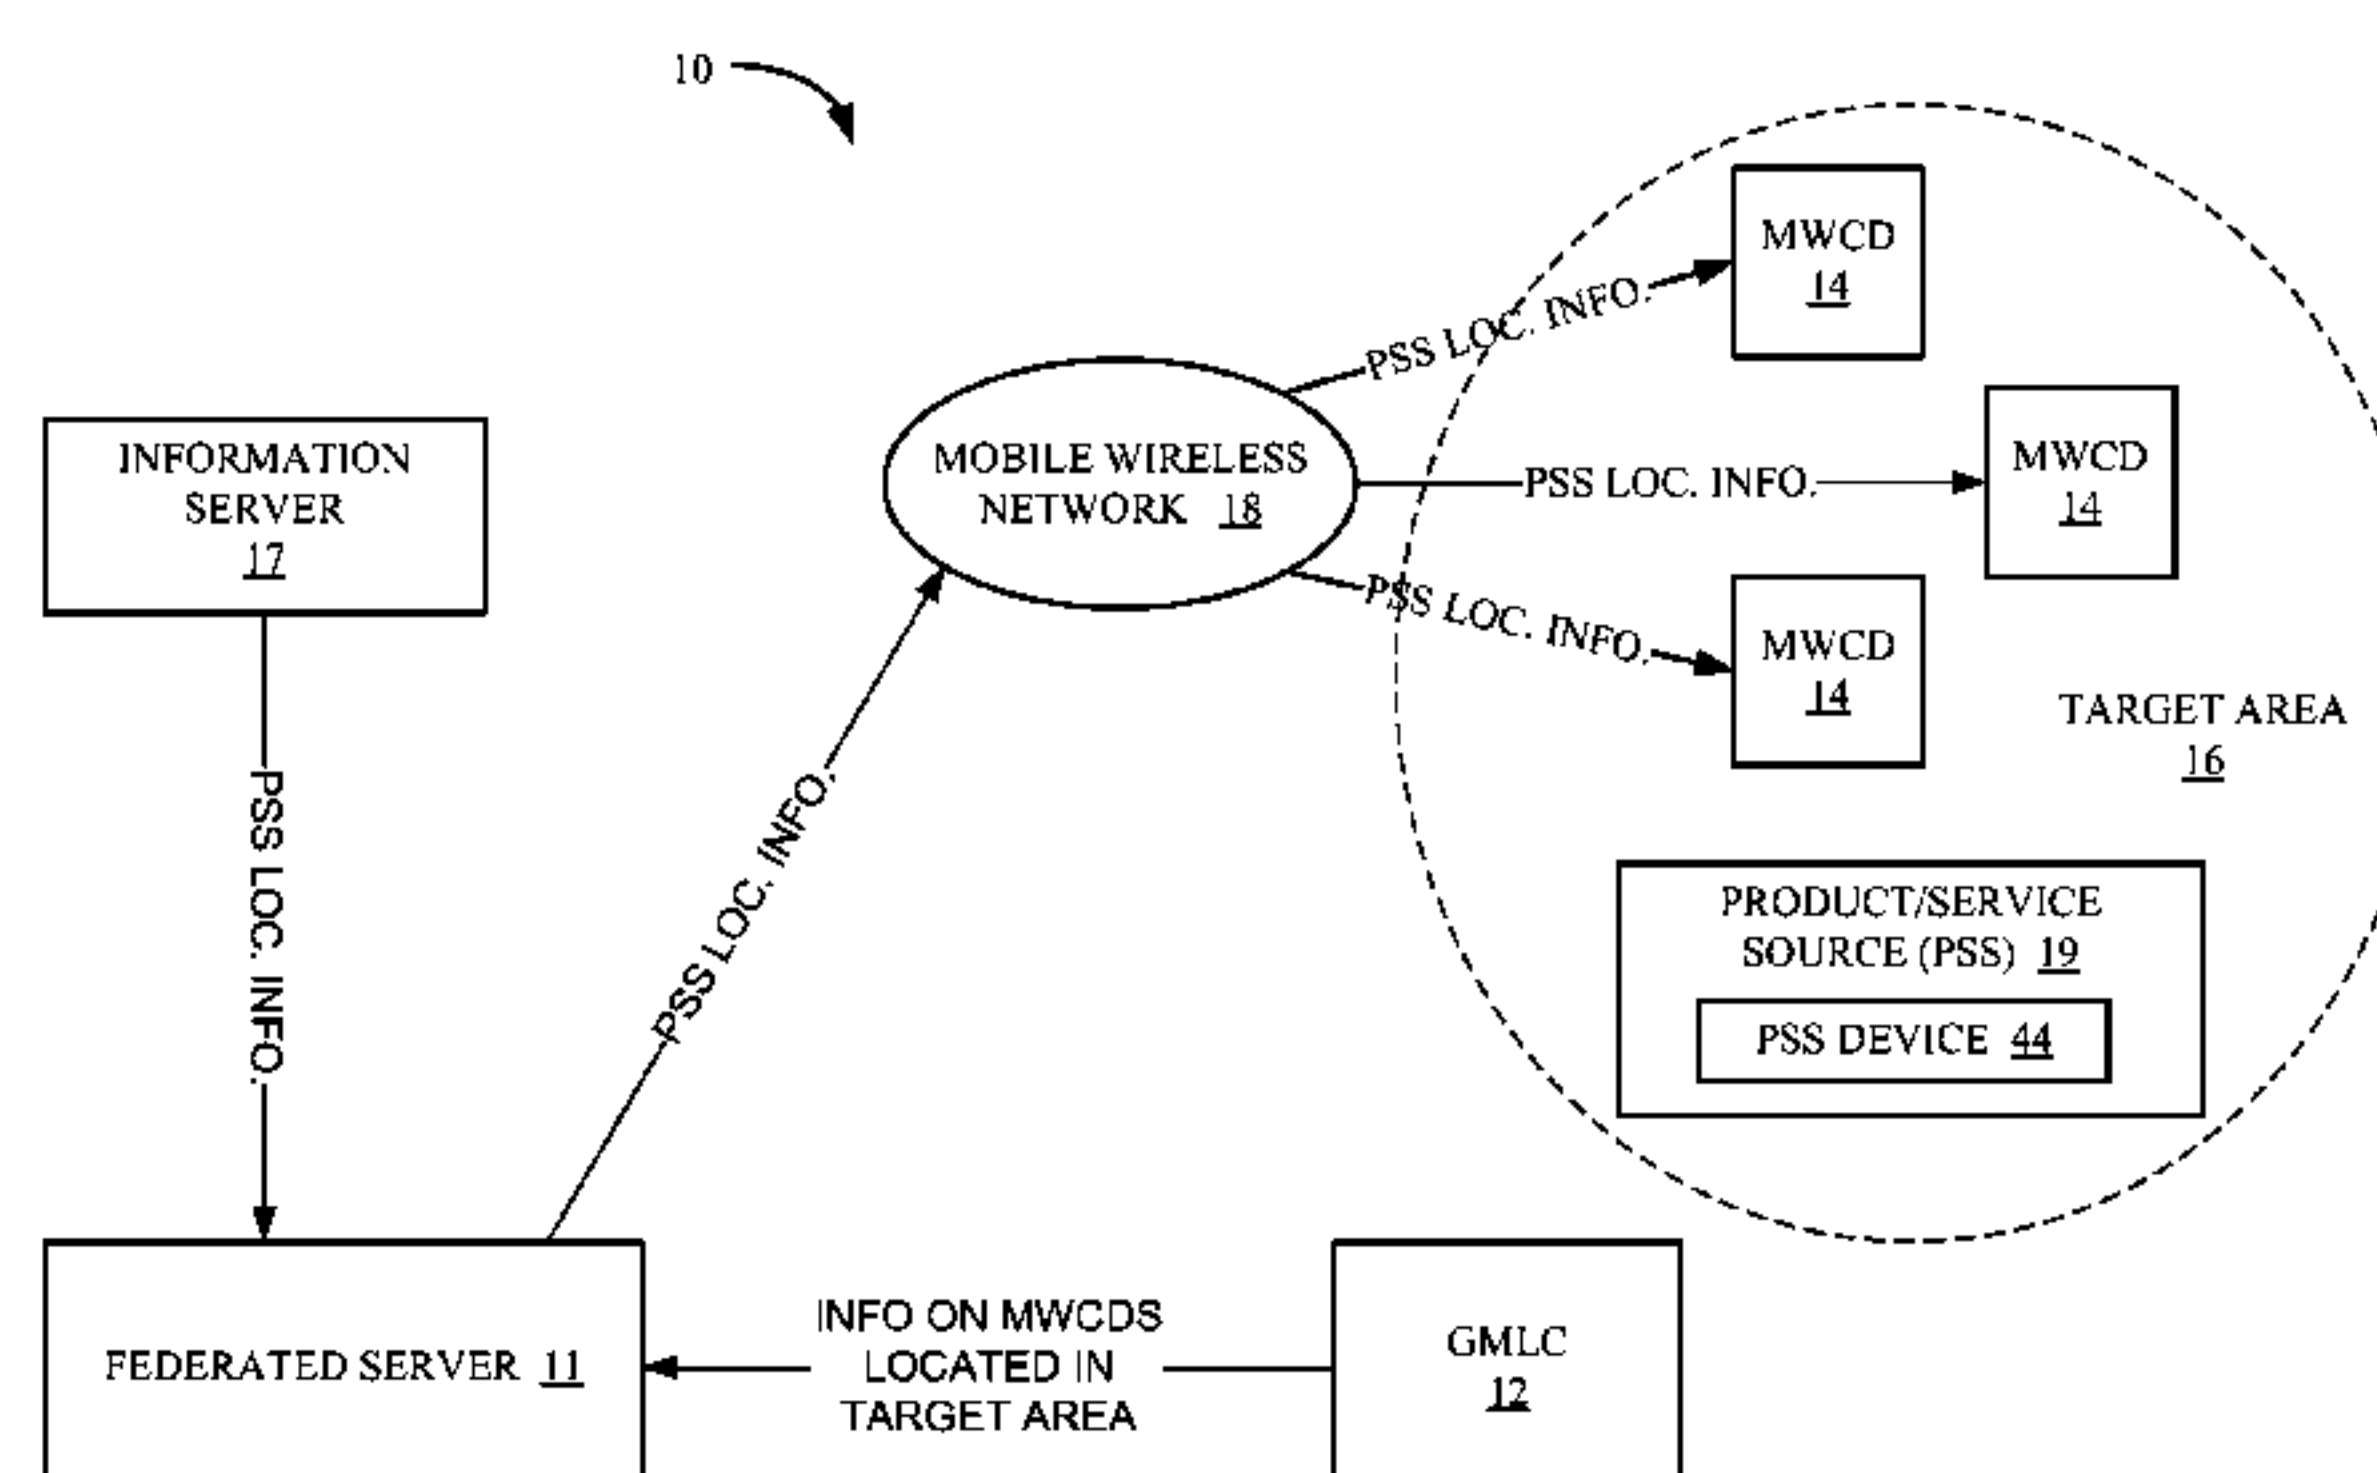 10
MWCD
14
PSS LOC. INFO.
INFORMATION
SERVER
17
MOBILE WIRELESS
NETWORK 18
PSS LOC. INFO.
MWCD
14
PSS LOC. INFO.
MWCD
14
TARGET AREA
16
PSS LOC. INFO.
PSS LOC. INFO.
PRODUCT/SERVICE
SOURCE (PSS) 19
PSS DEVICE 44
FEDERATED SERVER 11
INFO ON MWCDS
LOCATED IN
TARGET AREA
GMLC
12